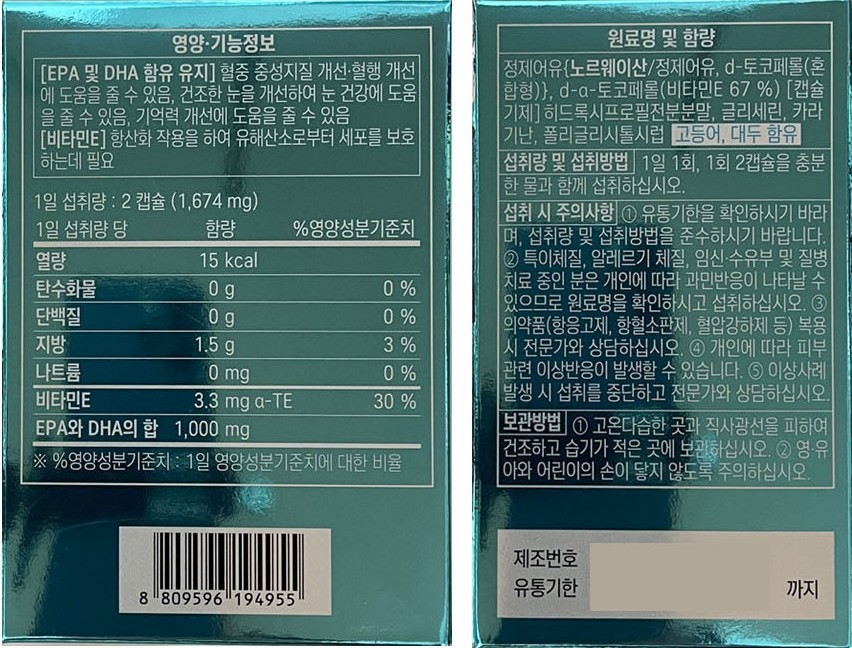 영양·기능정보
[EPA 및 DHA 함유 유지] 혈중 중성지질 개선·혈행 개선
에 도움을 줄 수 있음, 건조한 눈을 개선하여 눈 건강에 도움
을 줄 수 있음, 기억력 개선에 도움을 줄 수 있음
[비타민E] 항산화 작용을 하여 유해산소로부터 세포를 보호
하는데 필요
1일 섭취량 : 2 캡슐 (1,674 mg)
1일 섭취량 당 함량 %영양성분기준치
열량 15 kcal
탄수화물 0 g 0 %
단백질 0 g 0 %
지방 1.5 g 3 %
나트륨 0 mg 0 %
비타민E 3.3 mg α-TE 30 %
EPA와 DHA의 합 1,000 mg
※ %영양성분기준치 : 1일 영양성분기준치에 대한 비율
8 809596 194955
원료명 및 함량
정제어유{노르웨이산/정제어유, d-토코페롤(혼
합형)}, d-α-토코페롤(비타민E 67 %) [캡슐
기제] 히드록시프로필전분분말, 글리세린, 카라
기난, 폴리글리시톨시럽 고등어, 대두 함유
섭취량 및 섭취방법 1일 1회, 1회 2캡슐을 충분
한 물과 함께 섭취하십시오.
섭취 시 주의사항 ① 유통기한을 확인하시기 바라
며, 섭취량 및 섭취방법을 준수하시기 바랍니다.
② 특이체질, 알레르기 체질, 임신·수유부 및 질병
치료 중인 분은 개인에 따라 과민반응이 나타날 수
있으므로 원료명을 확인하시고 섭취하십시오. ③
의약품(항응고제, 항혈소판제, 혈압강하제 등) 복용
시 전문가와 상담하십시오. ④ 개인에 따라 피부
관련 이상반응이 발생할 수 있습니다. ⑤ 이상사례
발생 시 섭취를 중단하고 전문가와 상담하십시오.
보관방법 ① 고온다습한 곳과 직사광선을 피하여
건조하고 습기가 적은 곳에 보관하십시오. ② 영·유
아와 어린이의 손이 닿지 않도록 주의하십시오.
제조번호
유통기한 까지